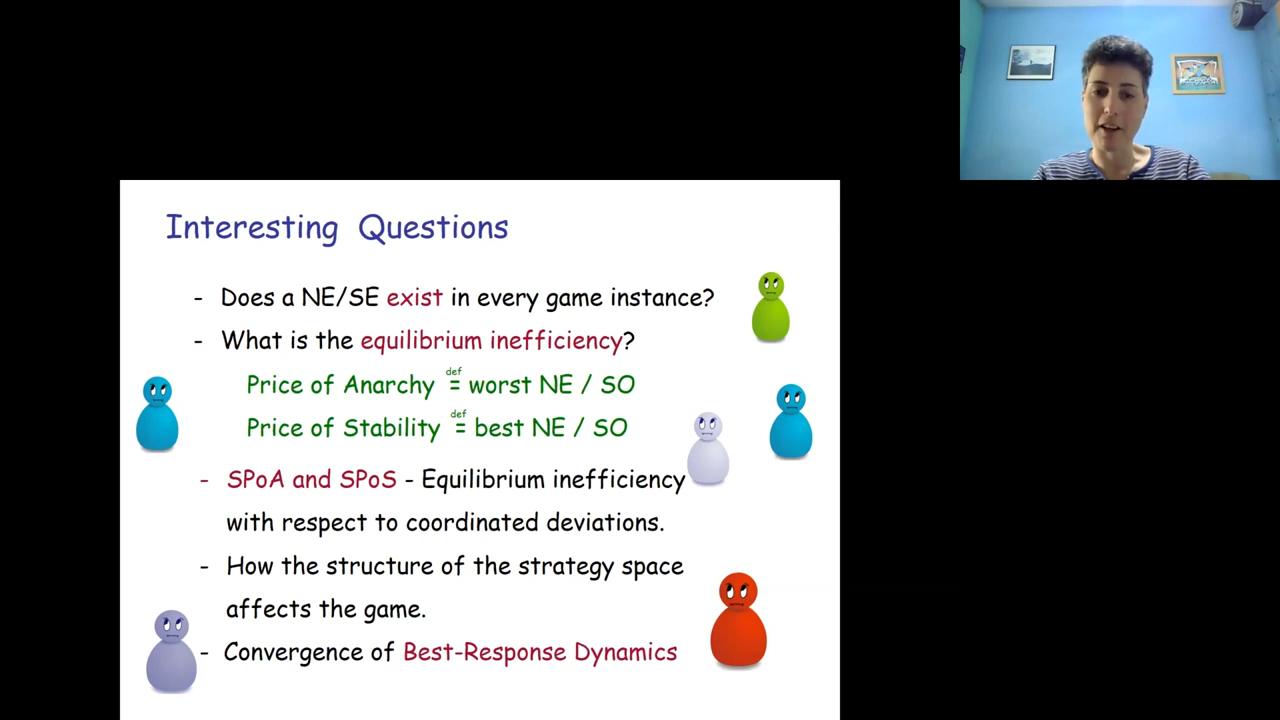 Interesting Questions
- Does a NE/SE exist in every game instance?
- What is the equilibrium inefficiency?
Price of Anarchy def = worst NE / SO
Price of Stability def = best NE / SO
- SPoA and SPoS - Equilibrium inefficiency
with respect to coordinated deviations.
- How the structure of the strategy space
affects the game.
- Convergence of Best-Response Dynamics